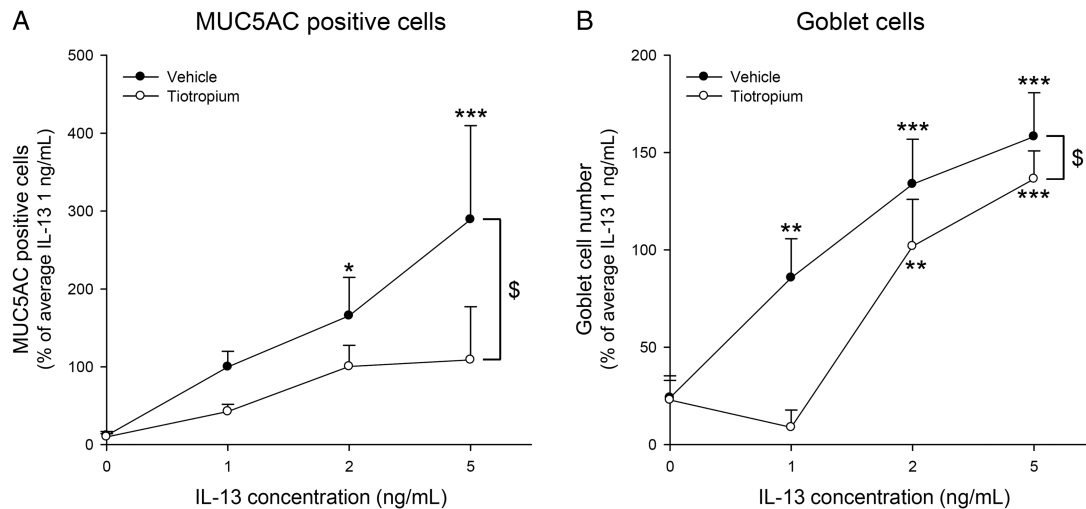 A
MUC5AC positive cells
MUC5AC positive cells
(% of average IL-13 1 ng/mL)
500
400
300
200
100
0
Vehicle
Tiotropium
*
***
$
0
1
2
5
IL-13 concentration (ng/mL)
B
Goblet cells
Goblet cell number
(% of average IL-13 1 ng/mL)
200
150
100
50
0
Vehicle
Tiotropium
**
***
***
**
***
$
0
1
2
5
IL-13 concentration (ng/mL)